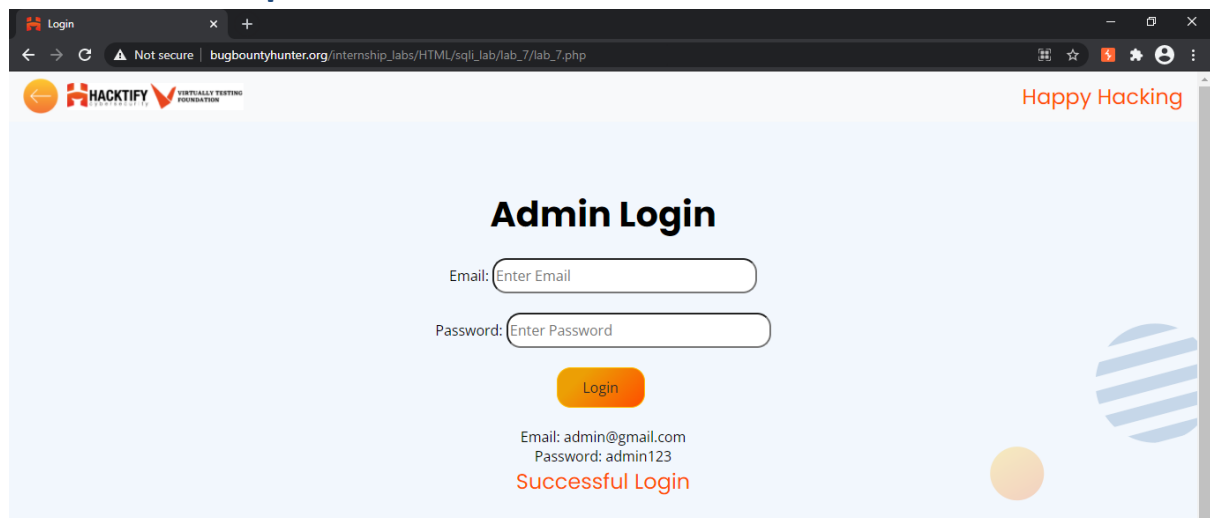 Login
Not secure | bugbountyhunter.org/internship_labs/HTML/sqli_lab/lab_7/lab_7.php
HACKTIFY VIRTUALLY TESTING
cybersecurity FOUNDATION
Happy Hacking
Admin Login
Email: Enter Email
Password: Enter Password
Login
Email: admin@gmail.com
Password: admin123
Successful Login